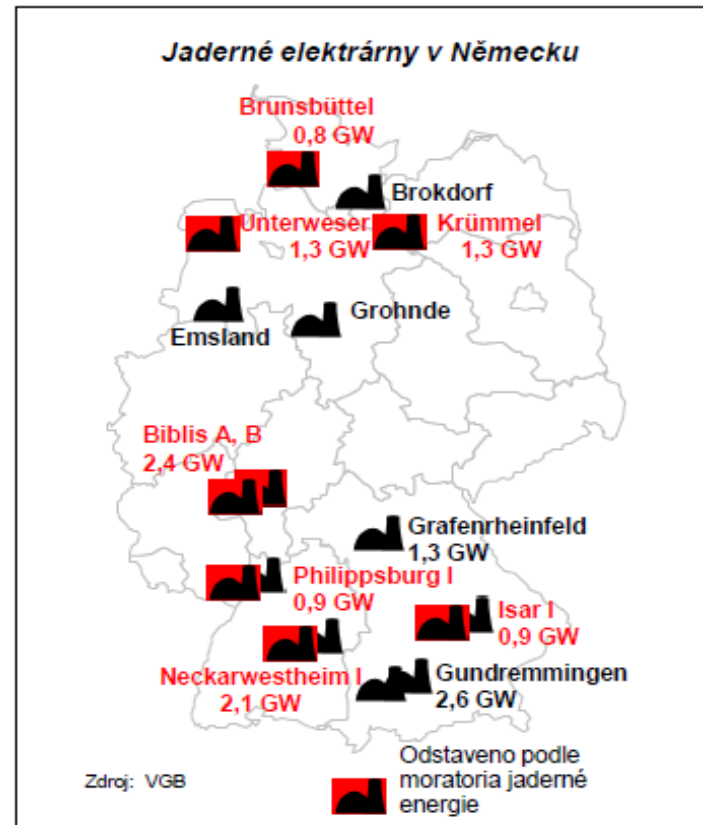 Jaderné elektrárny v Německu
Brunsbüttel
0,8 GW
Brokdorf
Unterweser
1,3 GW
Krümmel
1,3 GW
Emsland
Grohnde
Biblis A, B
2,4 GW
Grafenrheinfeld
1,3 GW
Philippsburg I
0,9 GW
Isar I
0,9 GW
Neckarwestheim I
2,1 GW
Gundremmingen
2,6 GW
Zdroj: VGB
Odstaveno podle
moratoria jaderné
energie